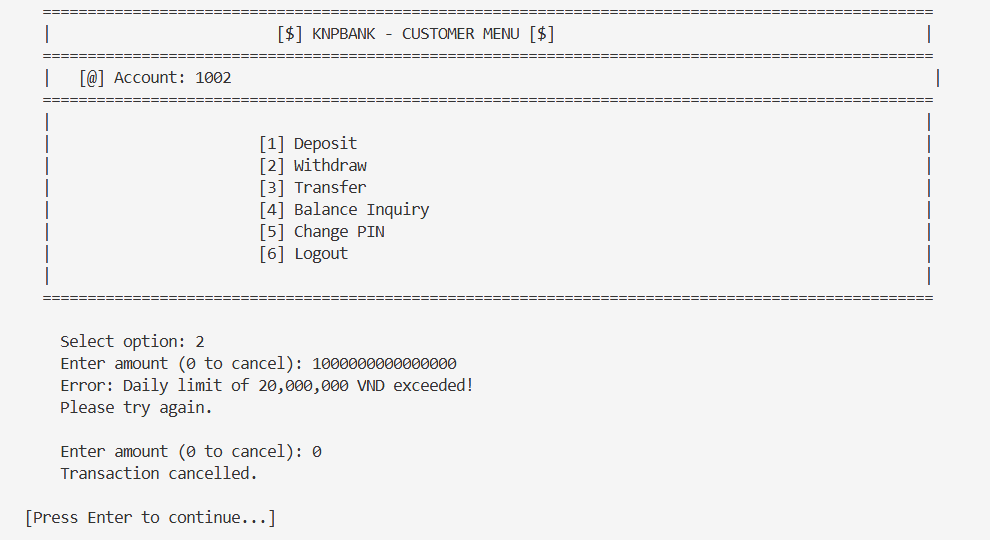 ===================================================================================================
| [$] KNPBANK - CUSTOMER MENU [$] |
===================================================================================================
| [@] Account: 1002 |
===================================================================================================
| |
| [1] Deposit |
| [2] Withdraw |
| [3] Transfer |
| [4] Balance Inquiry |
| [5] Change PIN |
| [6] Logout |
| |
===================================================================================================
Select option: 2
Enter amount (0 to cancel): 1000000000000000
Error: Daily limit of 20,000,000 VND exceeded!
Please try again.
Enter amount (0 to cancel): 0
Transaction cancelled.
[Press Enter to continue...]